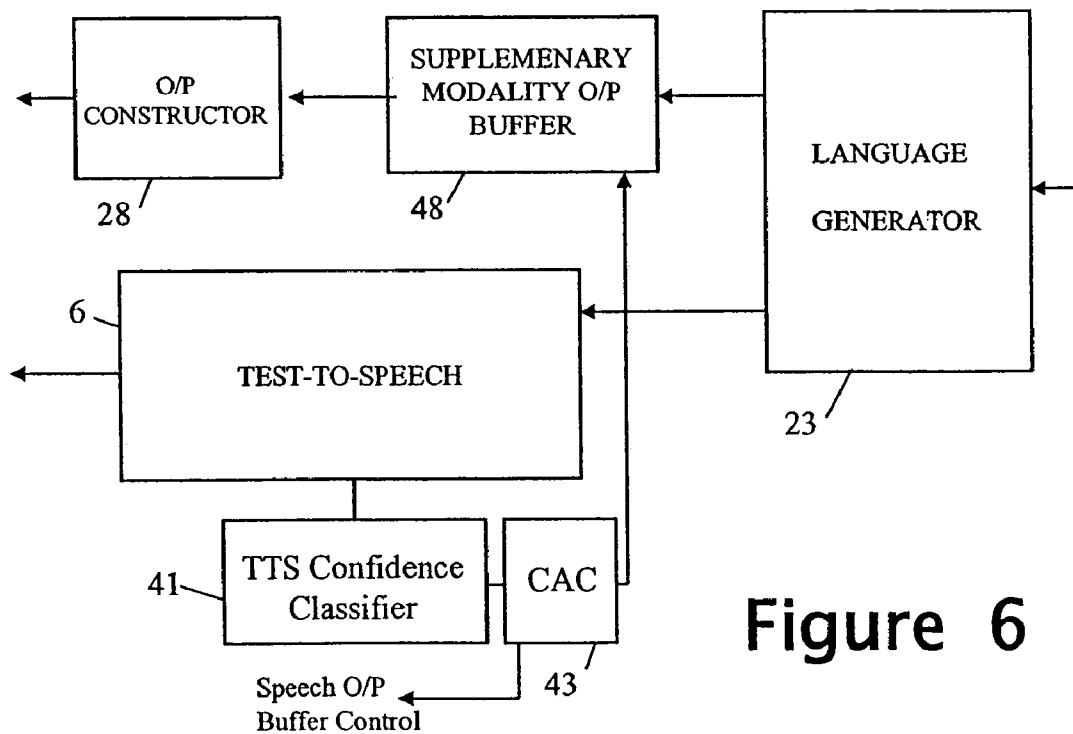 O/P
CONSTRUCTOR
28
SUPPLEMENARY
MODALITY O/P
BUFFER
48
LANGUAGE
GENERATOR
23
6
TEST-TO-SPEECH
41
TTS Confidence
Classifier
CAC
43
Speech O/P
Buffer Control
Figure 6